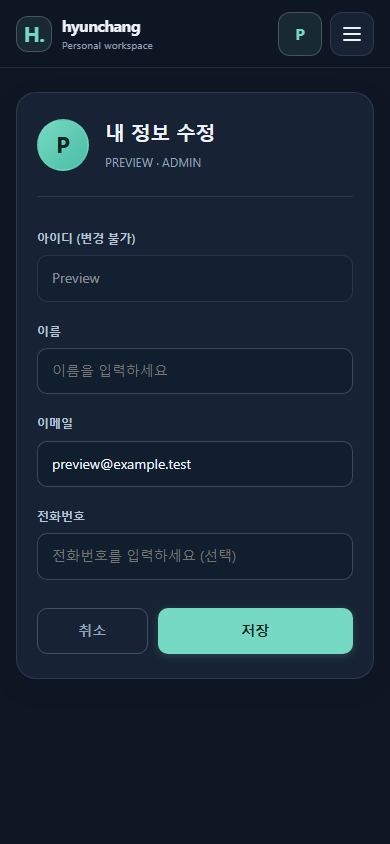 H.
hyunchang
Personal workspace
P
P
내 정보 수정
PREVIEW · ADMIN
아이디 (변경 불가)
Preview
이름
이름을 입력하세요
이메일
preview@example.test
전화번호
전화번호를 입력하세요 (선택)
취소
저장